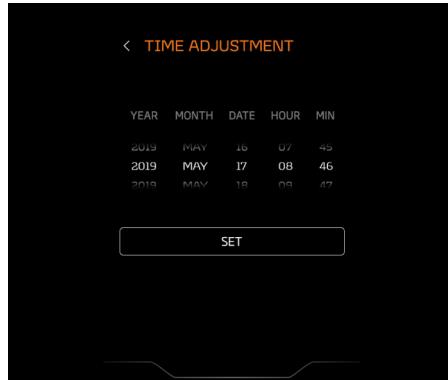 < TIME ADJUSTMENT
YEAR MONTH DATE HOUR MIN
2019 MAY 16 07 45
2019 MAY 17 08 46
2019 MAY 18 09 47
SET